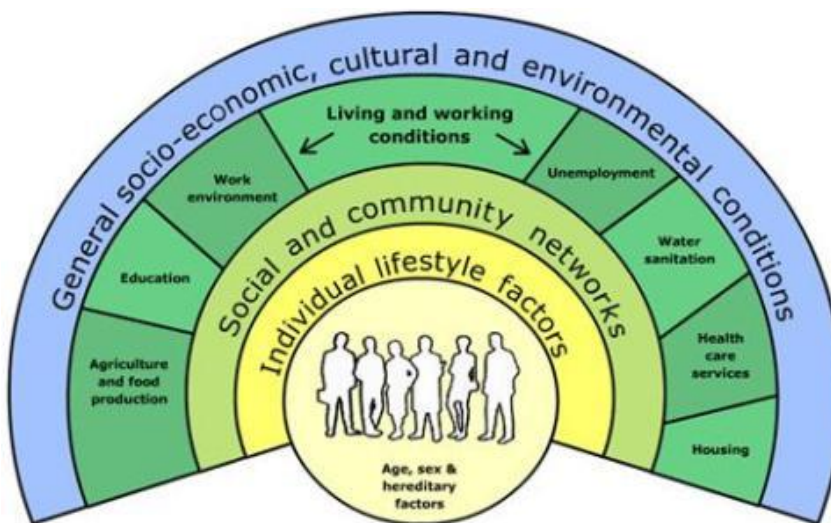 General socio-economic, cultural and environmental conditions
Living and working
conditions
Work
environment
Unemployment
Education
Water
sanitation
Agriculture
and food
production
Health
care
services
Housing
Social and community networks
Individual lifestyle factors
Age, sex &
hereditary
factors